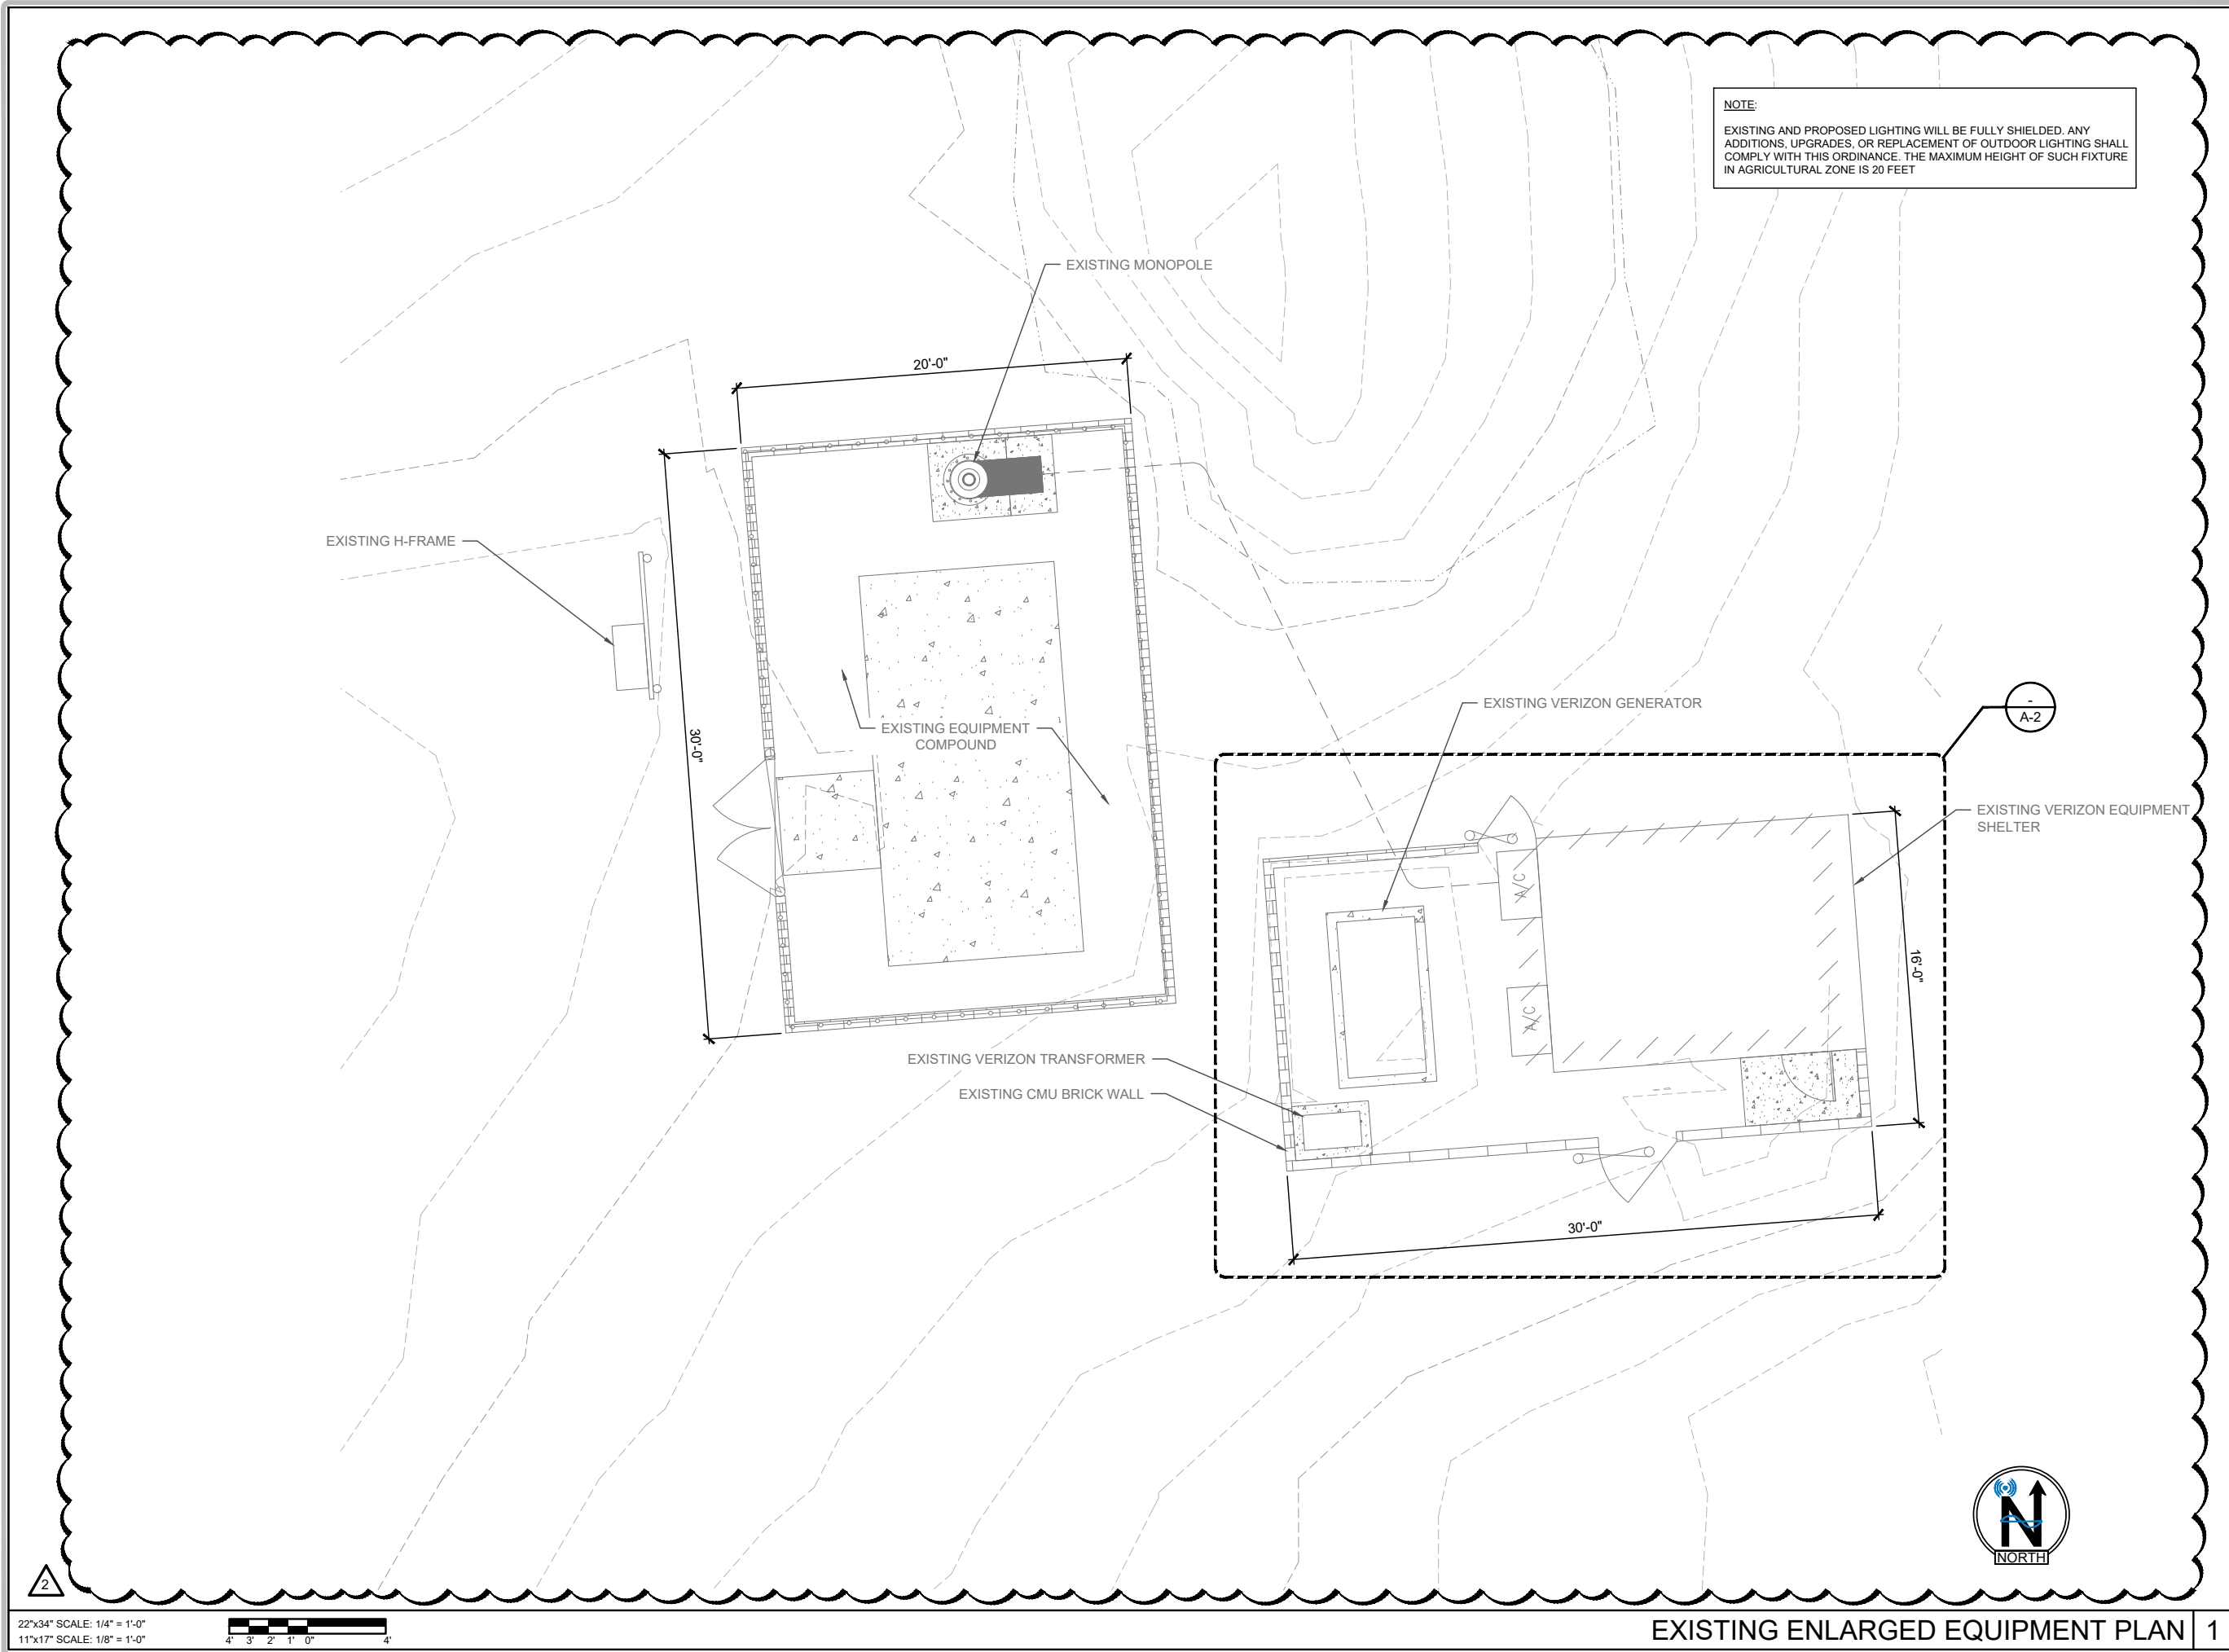 NOTE:
EXISTING AND PROPOSED LIGHTING WILL BE FULLY SHIELDED. ANY
ADDITIONS, UPGRADES, OR REPLACEMENT OF OUTDOOR LIGHTING SHALL
COMPLY WITH THIS ORDINANCE. THE MAXIMUM HEIGHT OF SUCH FIXTURE
IN AGRICULTURAL ZONE IS 20 FEET
EXISTING MONOPOLE
20'-0"
EXISTING H-FRAME
30'-0"
EXISTING EQUIPMENT
COMPOUND
EXISTING VERIZON GENERATOR
-
A-2
EXISTING VERIZON EQUIPMENT
SHELTER
A/C
A/C
16'-0"
EXISTING VERIZON TRANSFORMER
EXISTING CMU BRICK WALL
30'-0"
N
NORTH
2
22"x34" SCALE: 1/4" = 1'-0"
11"x17" SCALE: 1/8" = 1'-0"
4' 3' 2' 1' 0" 4'
EXISTING ENLARGED EQUIPMENT PLAN 1